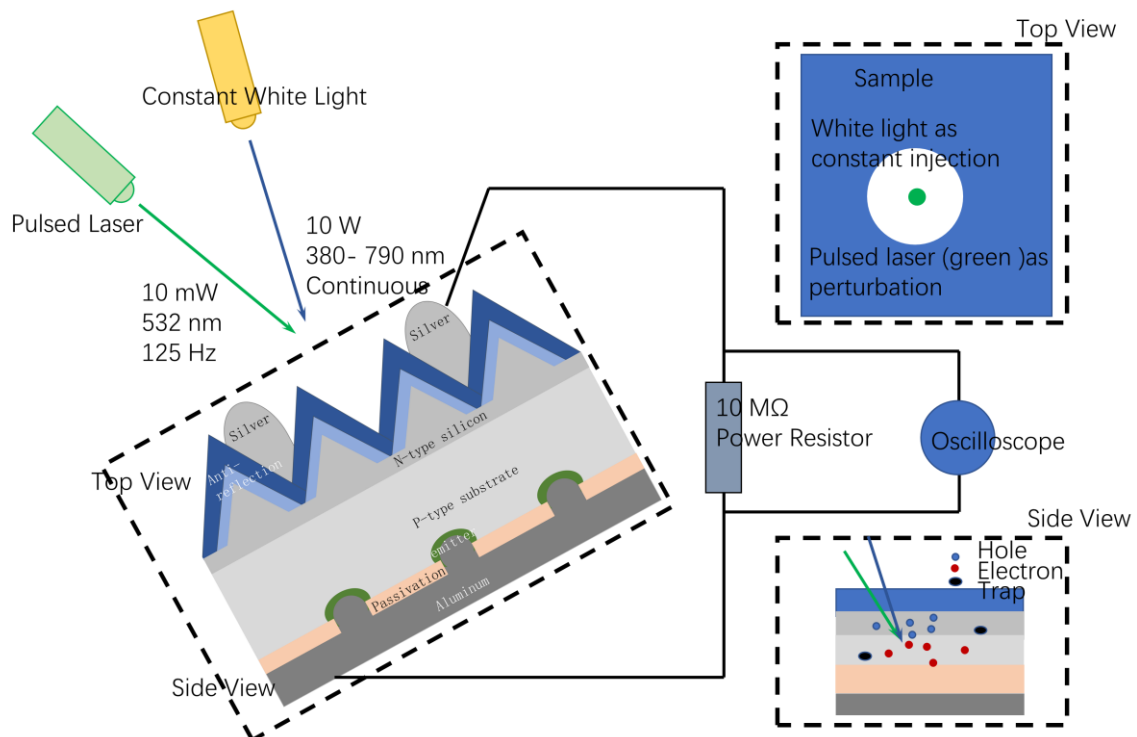 Top View
Sample
White light as
constant injection
Pulsed laser (green )as
perturbation
Constant White Light
Pulsed Laser
10 W
380- 790 nm
Continuous
10 mW
532 nm
125 Hz
Silver
Silver
Anti-
reflection
N-type silicon
P-type substrate
emitter
Passivation
Aluminum
Top View
Side View
10 MΩ
Power Resistor
Oscilloscope
Side View
Hole
Electron
Trap